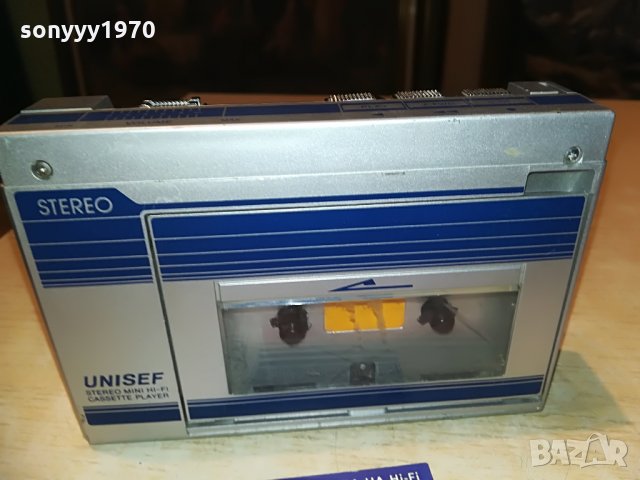 sonyyy1970
STEREO
UNISEF
STEREO MINI HI-FI
CASSETTE PLAYER
Hi-Fi
BAZAR